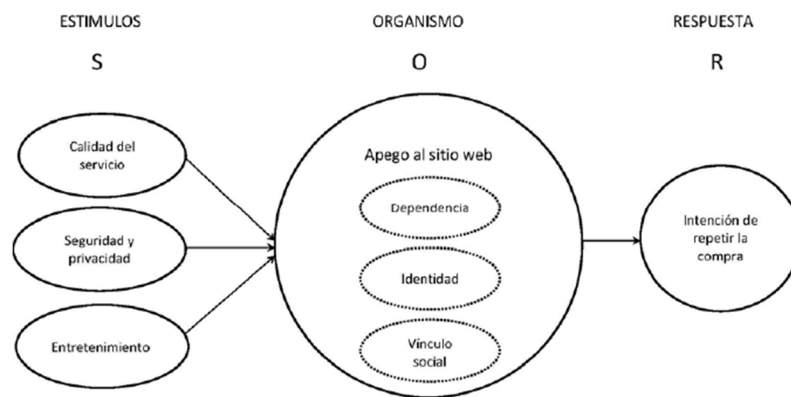 ESTIMULOS
ORGANISMO
RESPUESTA
S
O
R
Calidad del
servicio
Seguridad y
privacidad
Entretenimiento
Apego al sitio web
Dependencia
Identidad
Vínculo
social
Intención de
repetir la
compra